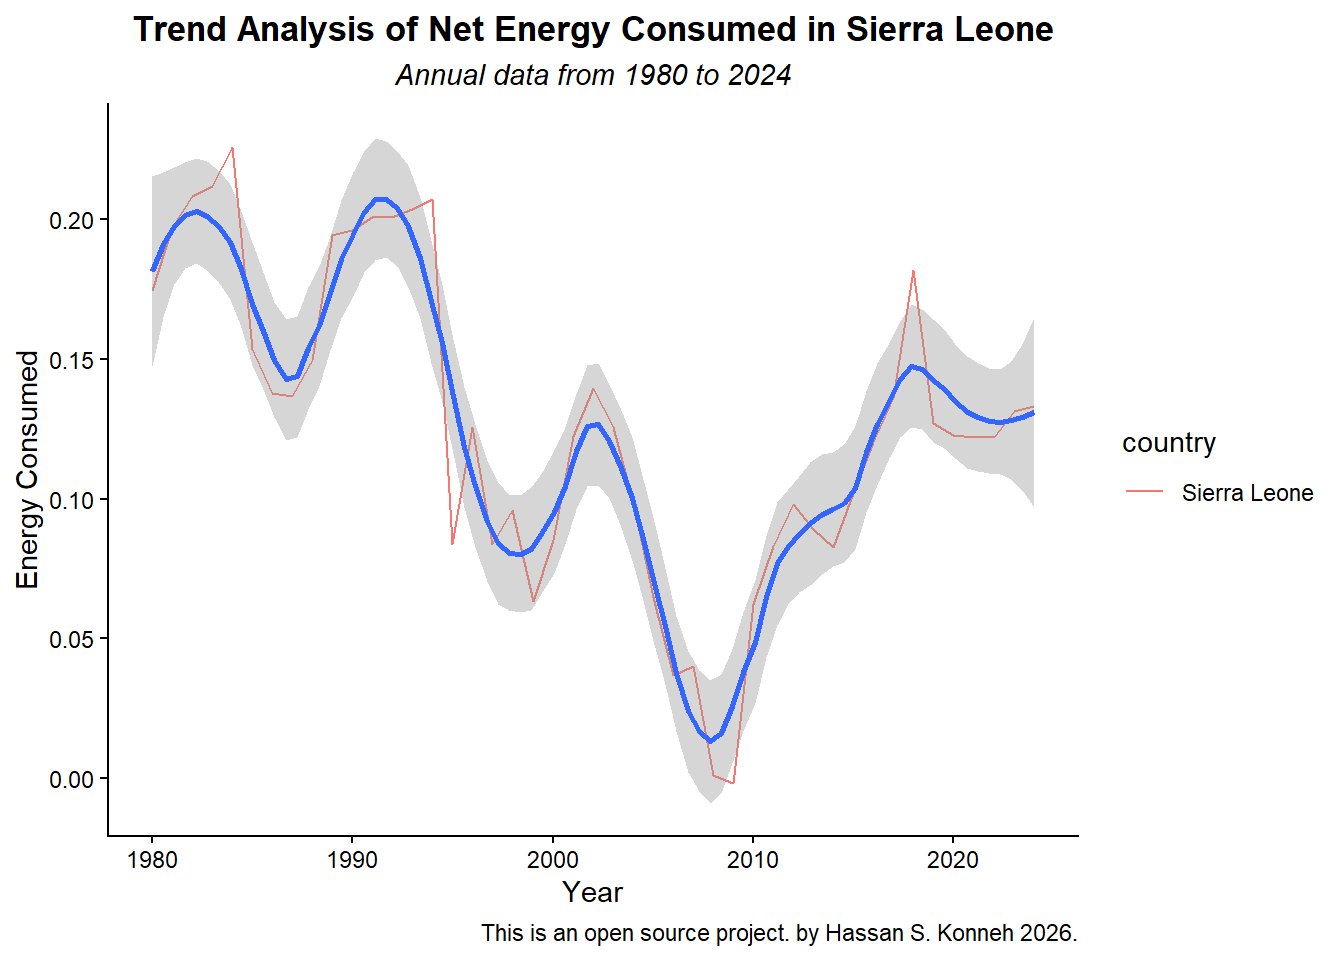 Trend Analysis of Net Energy Consumed in Sierra Leone
Annual data from 1980 to 2024
Energy Consumed
0.20
0.15
0.10
0.05
0.00
1980 1990 2000 2010 2020
Year
country
Sierra Leone
This is an open source project. by Hassan S. Konneh 2026.